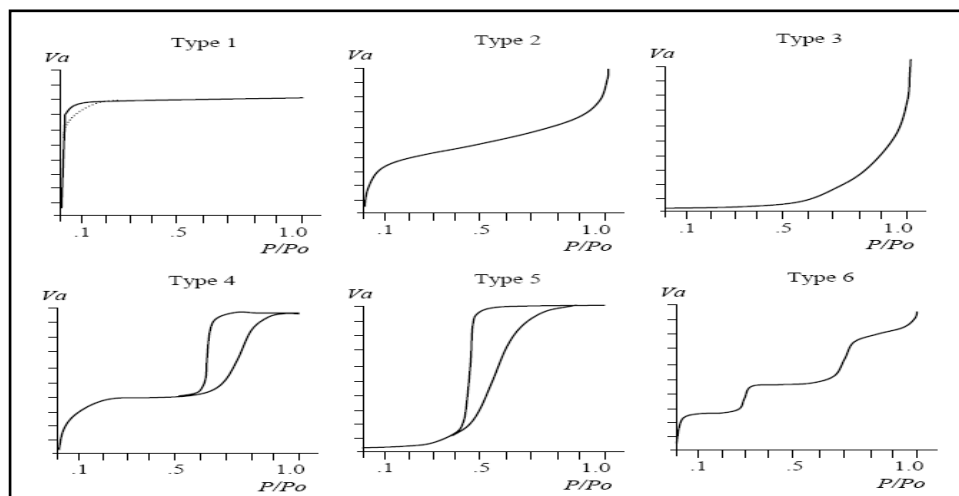 Type 1
Va
.1 .5 1.0
P/Po
Type 2
Va
.1 .5 1.0
P/Po
Type 3
Va
.1 .5 1.0
P/Po
Type 4
Va
.1 .5 1.0
P/Po
Type 5
Va
.1 .5 1.0
P/Po
Type 6
Va
.1 .5 1.0
P/Po